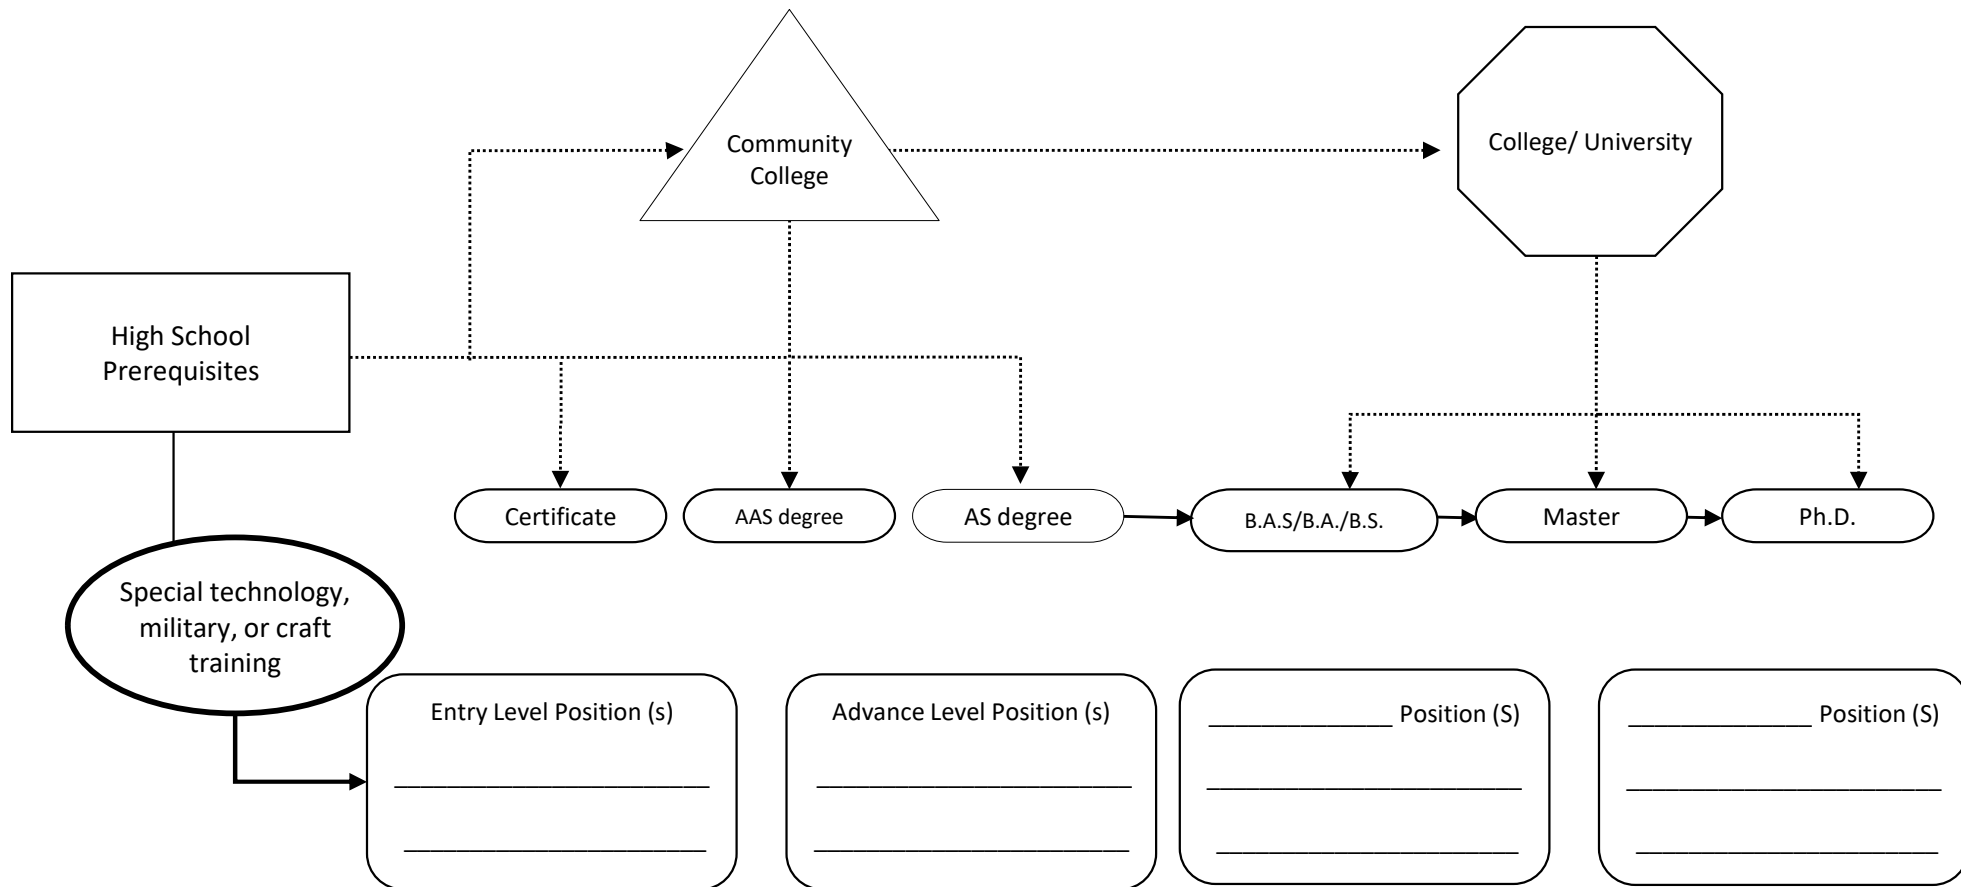 Community
College
College/ University
High School
Prerequisites
Certificate
AAS degree
AS degree
B.A.S/B.A./B.S.
Master
Ph.D.
Special technology,
military, or craft
training
Entry Level Position (s)
Advance Level Position (s)
______________ Position (S)
______________ Position (S)